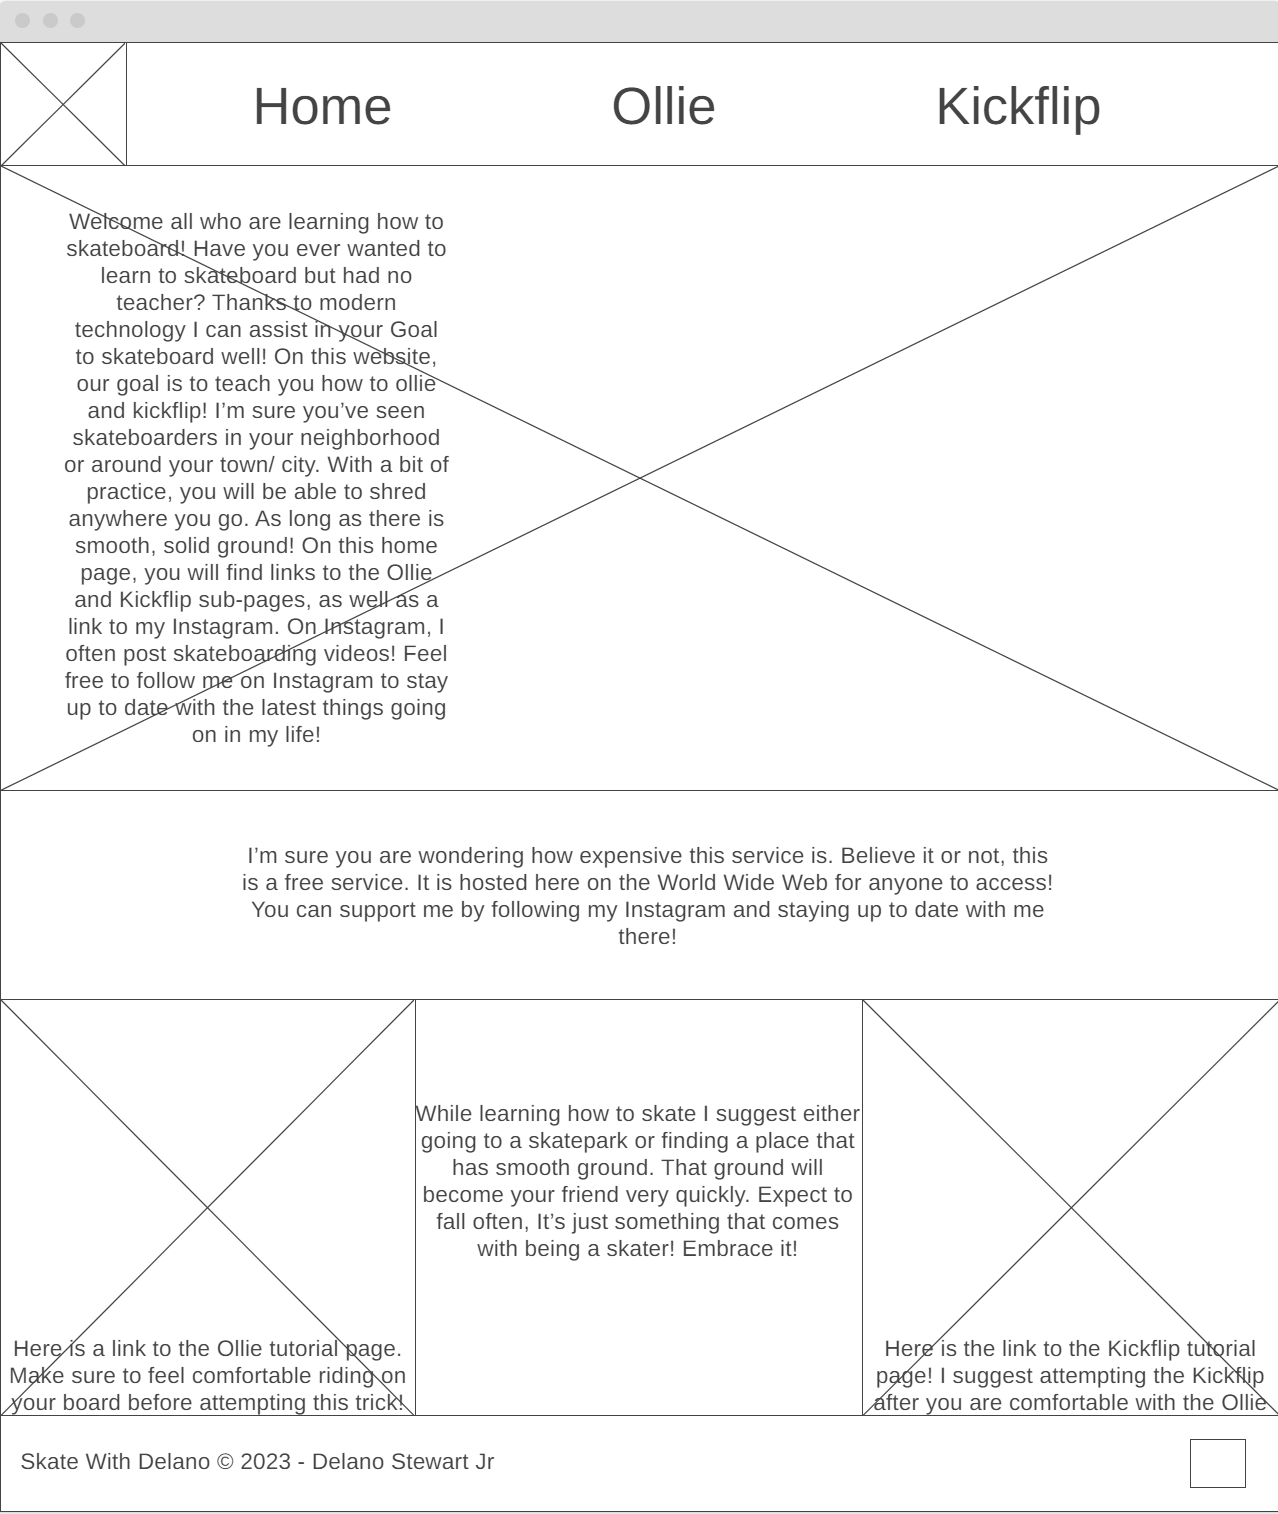 Home Ollie Kickflip
Welcome all who are learning how to
skateboard! Have you ever wanted to
learn to skateboard but had no
teacher? Thanks to modern
technology I can assist in your Goal
to skateboard well! On this website,
our goal is to teach you how to ollie
and kickflip! I’m sure you’ve seen
skateboarders in your neighborhood
or around your town/ city. With a bit of
practice, you will be able to shred
anywhere you go. As long as there is
smooth, solid ground! On this home
page, you will find links to the Ollie
and Kickflip sub-pages, as well as a
link to my Instagram. On Instagram, I
often post skateboarding videos! Feel
free to follow me on Instagram to stay
up to date with the latest things going
on in my life!
I’m sure you are wondering how expensive this service is. Believe it or not, this
is a free service. It is hosted here on the World Wide Web for anyone to access!
You can support me by following my Instagram and staying up to date with me
there!
While learning how to skate I suggest either
going to a skatepark or finding a place that
has smooth ground. That ground will
become your friend very quickly. Expect to
fall often, It’s just something that comes
with being a skater! Embrace it!
Here is a link to the Ollie tutorial page.
Make sure to feel comfortable riding on
your board before attempting this trick!
Here is the link to the Kickflip tutorial
page! I suggest attempting the Kickflip
after you are comfortable with the Ollie
Skate With Delano © 2023 - Delano Stewart Jr